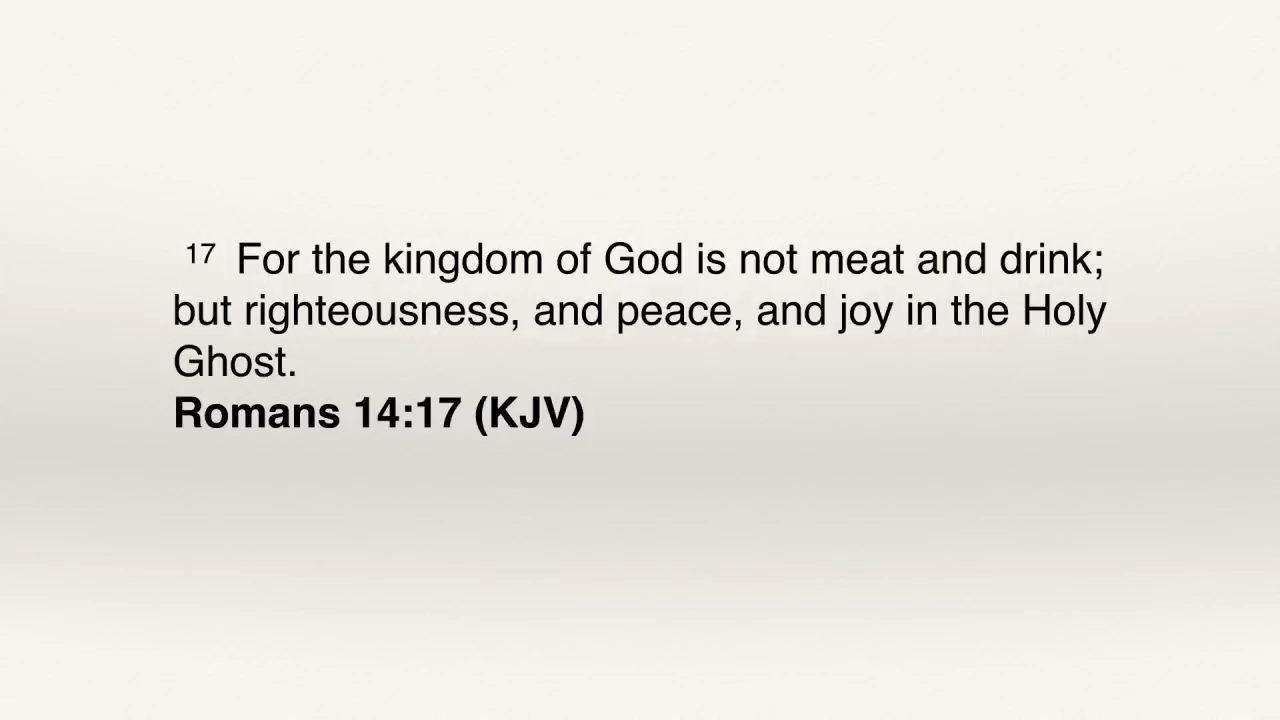 17 For the kingdom of God is not meat and drink;
but righteousness, and peace, and joy in the Holy
Ghost.
Romans 14:17 (KJV)